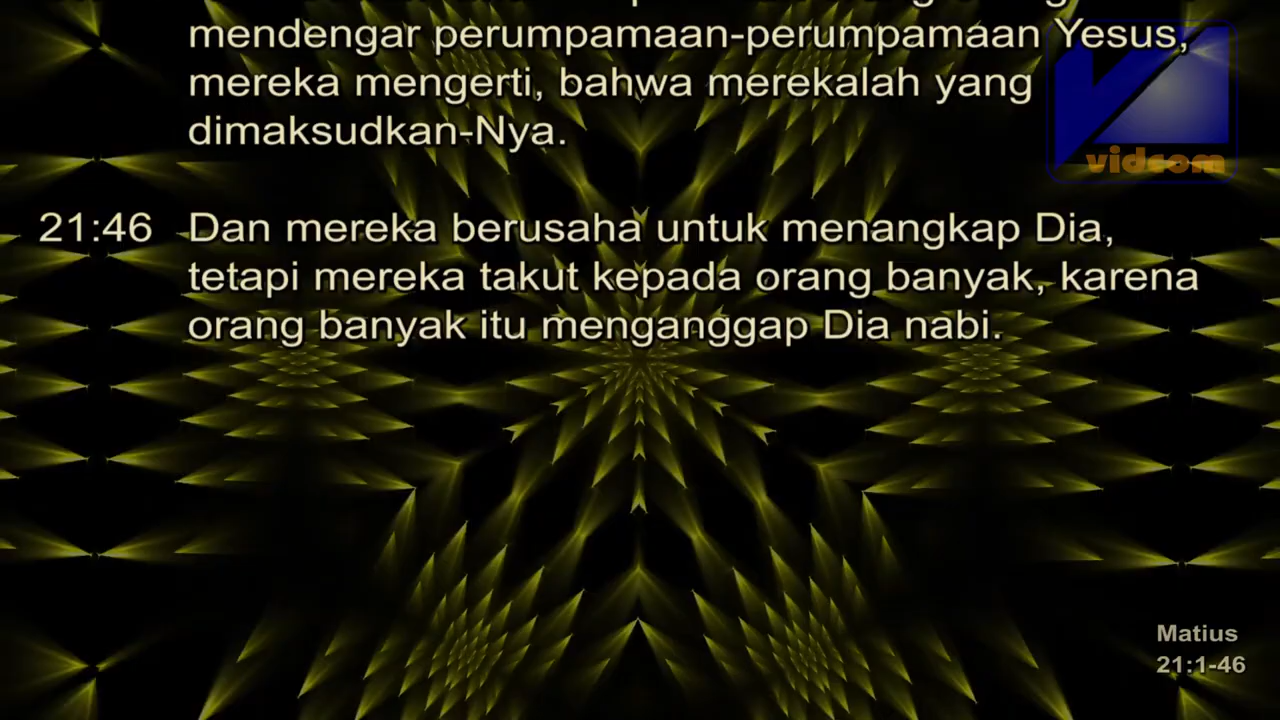 mendengar perumpamaan-perumpamaan Yesus,
mereka mengerti, bahwa merekalah yang
dimaksudkan-Nya.
21:46 Dan mereka berusaha untuk menangkap Dia,
tetapi mereka takut kepada orang banyak, karena
orang banyak itu menganggap Dia nabi.
vidcom
Matius
21:1-46